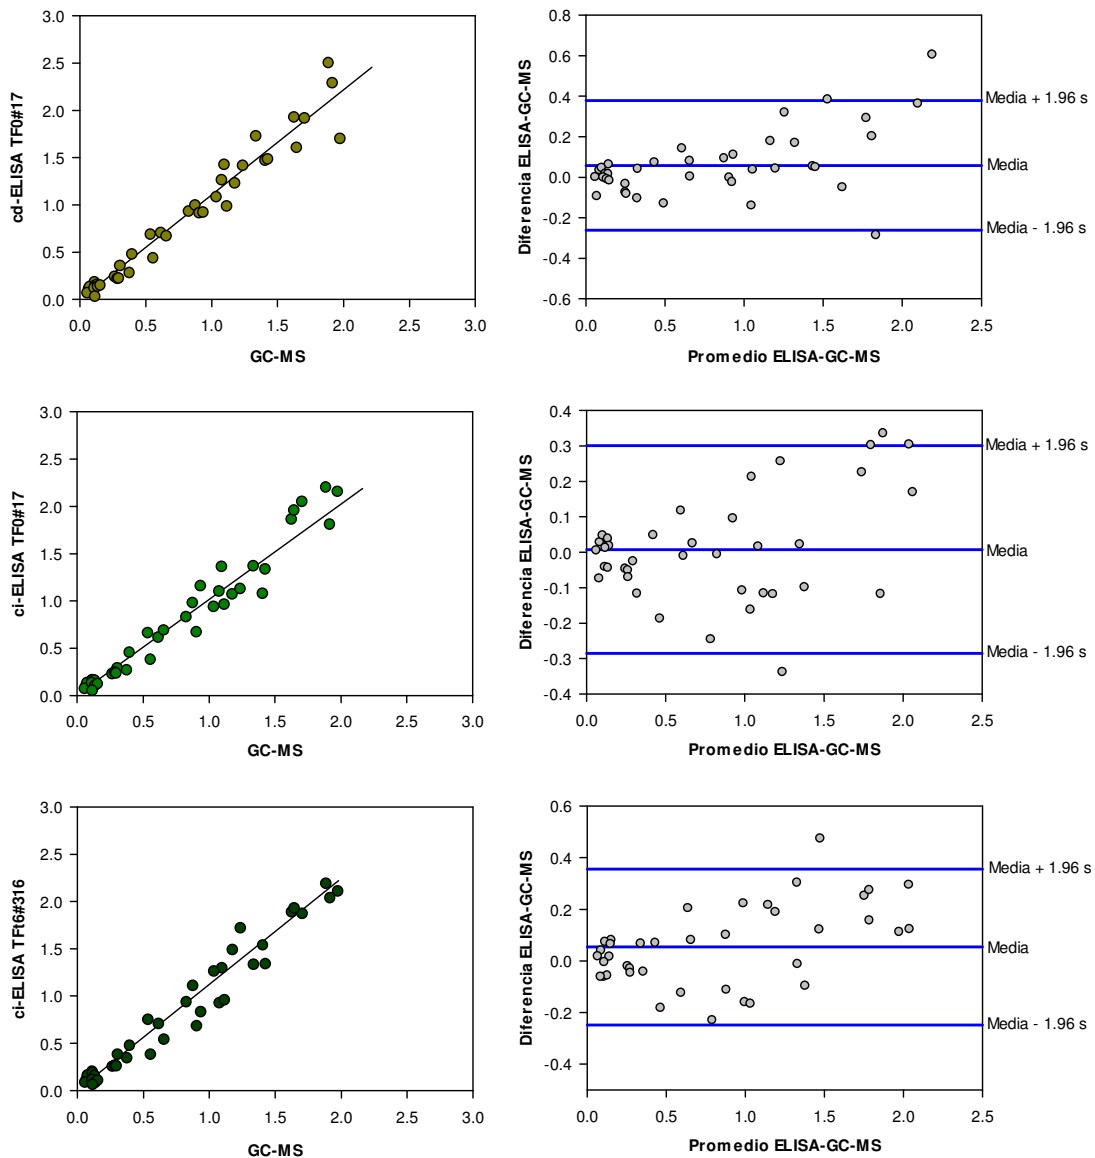 3.0
2.5
2.0
1.5
1.0
0.5
0.0
cd-ELISA TF0#17
0.0 0.5 1.0 1.5 2.0 2.5 3.0
GC-MS
0.8
0.6
0.4
0.2
0.0
-0.2
-0.4
-0.6
Diferencia ELISA-GC-MS
Media + 1.96 s
Media
Media - 1.96 s
0.0 0.5 1.0 1.5 2.0 2.5
Promedio ELISA-GC-MS
3.0
2.5
2.0
1.5
1.0
0.5
0.0
ci-ELISA TF0#17
0.0 0.5 1.0 1.5 2.0 2.5 3.0
GC-MS
0.4
0.3
0.2
0.1
0.0
-0.1
-0.2
-0.3
-0.4
Diferencia ELISA-GC-MS
Media + 1.96 s
Media
Media - 1.96 s
0.0 0.5 1.0 1.5 2.0 2.5
Promedio ELISA-GC-MS
3.0
2.5
2.0
1.5
1.0
0.5
0.0
ci-ELISA TFt6#316
0.0 0.5 1.0 1.5 2.0 2.5 3.0
GC-MS
0.6
0.4
0.2
0.0
-0.2
-0.4
Diferencia ELISA-GC-MS
Media + 1.96 s
Media
Media - 1.96 s
0.0 0.5 1.0 1.5 2.0 2.5
Promedio ELISA-GC-MS